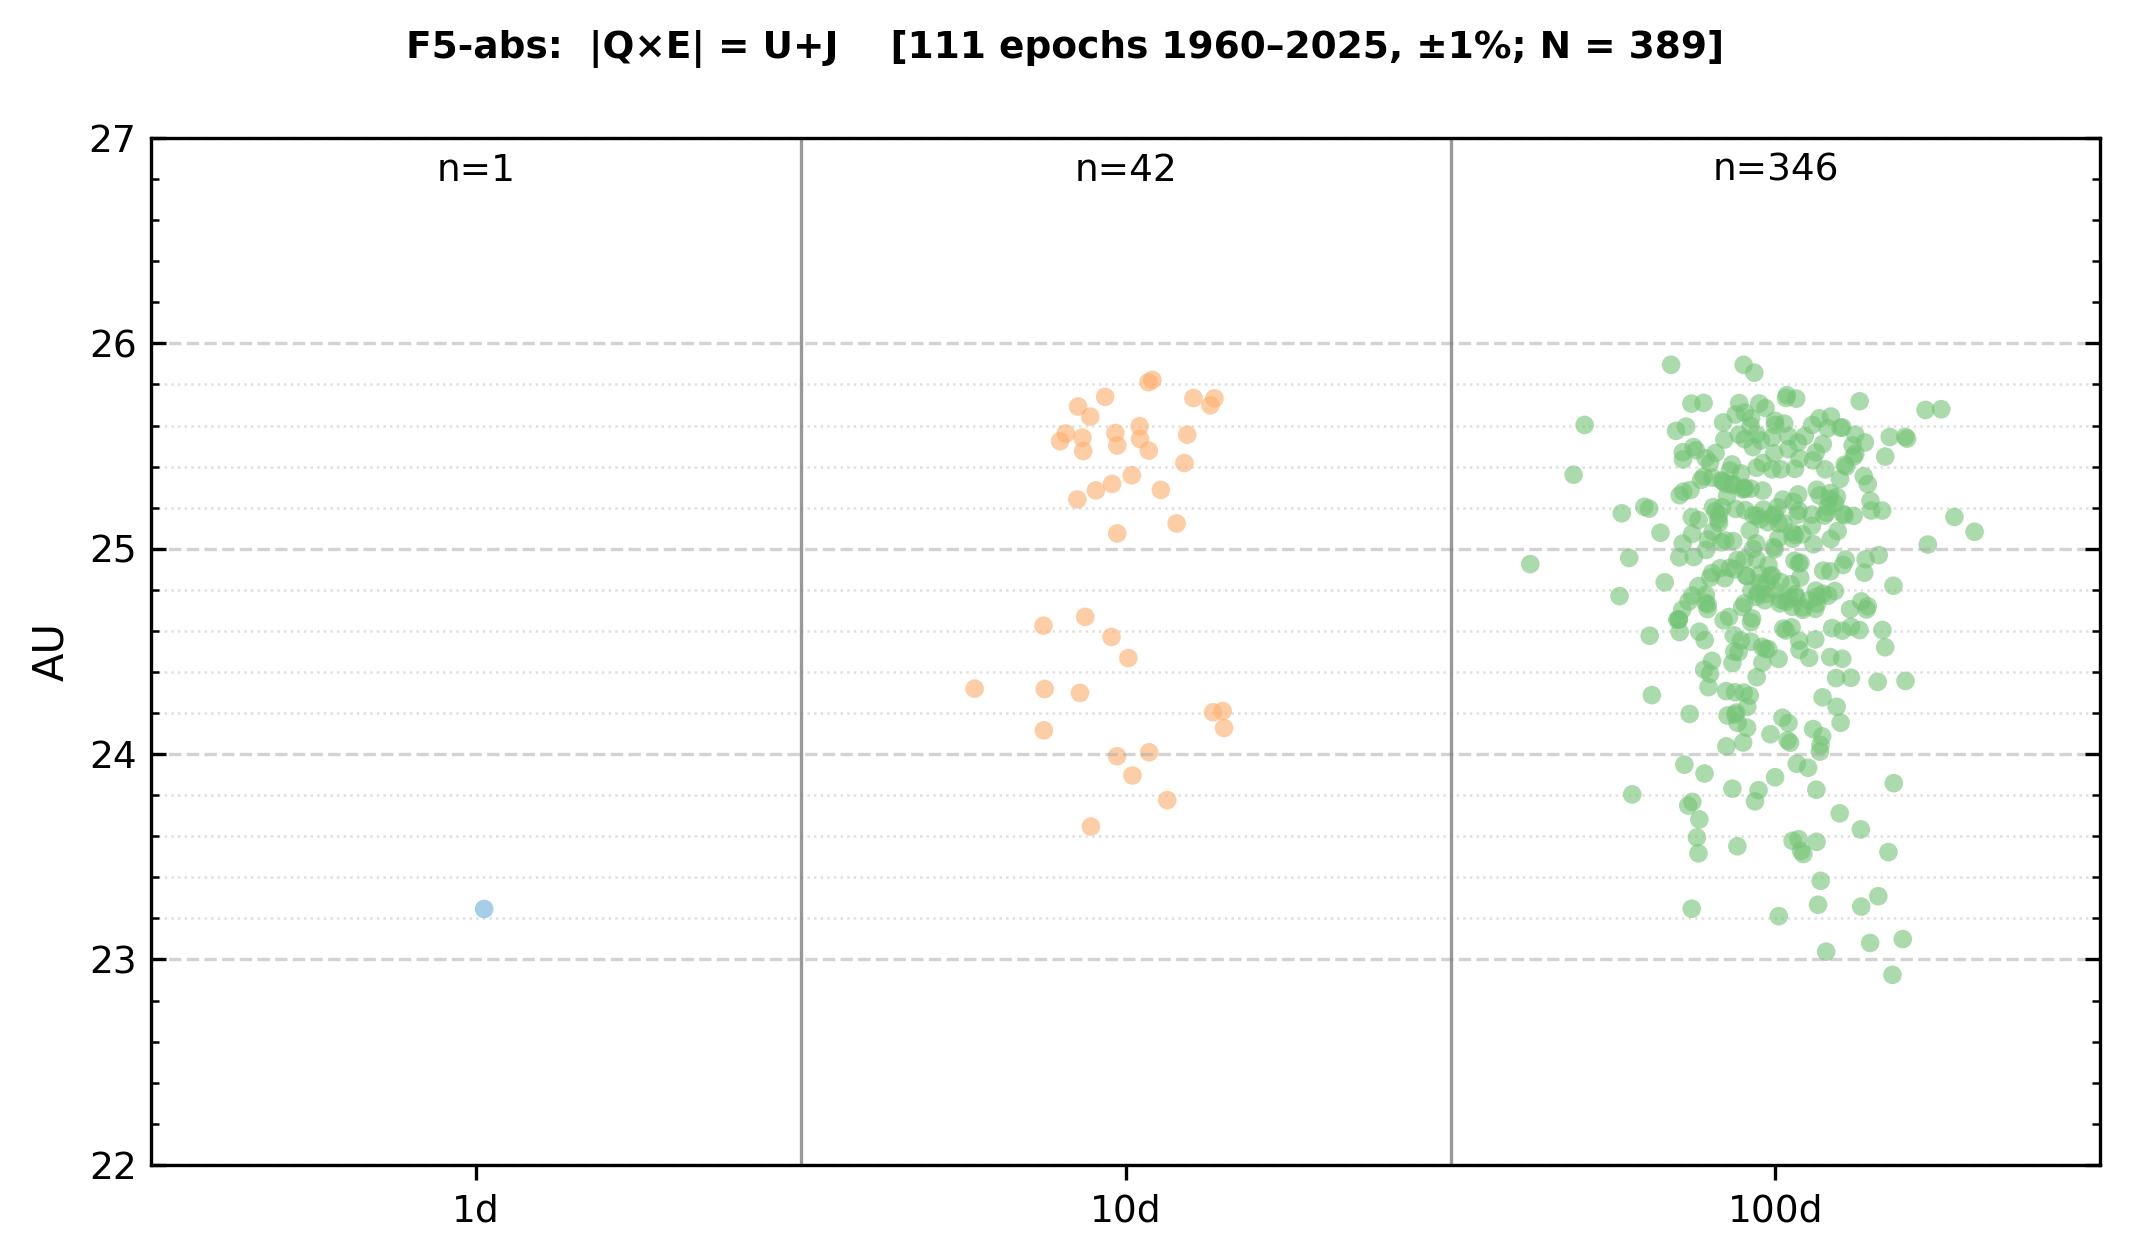 F5-abs: |Q×E| = U+J [111 epochs 1960–2025, ±1%; N = 389]
27
n=1 n=42 n=346
26
25
AU
24
23
22
1d 10d 100d